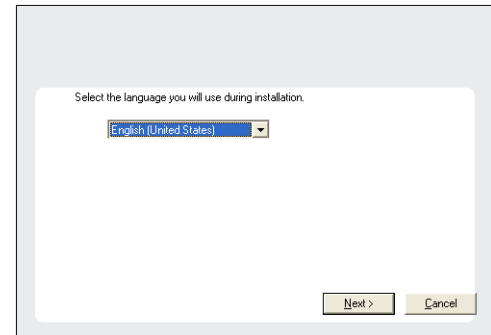 Select the language you will use during installation.
English (United States)
Next >
Cancel